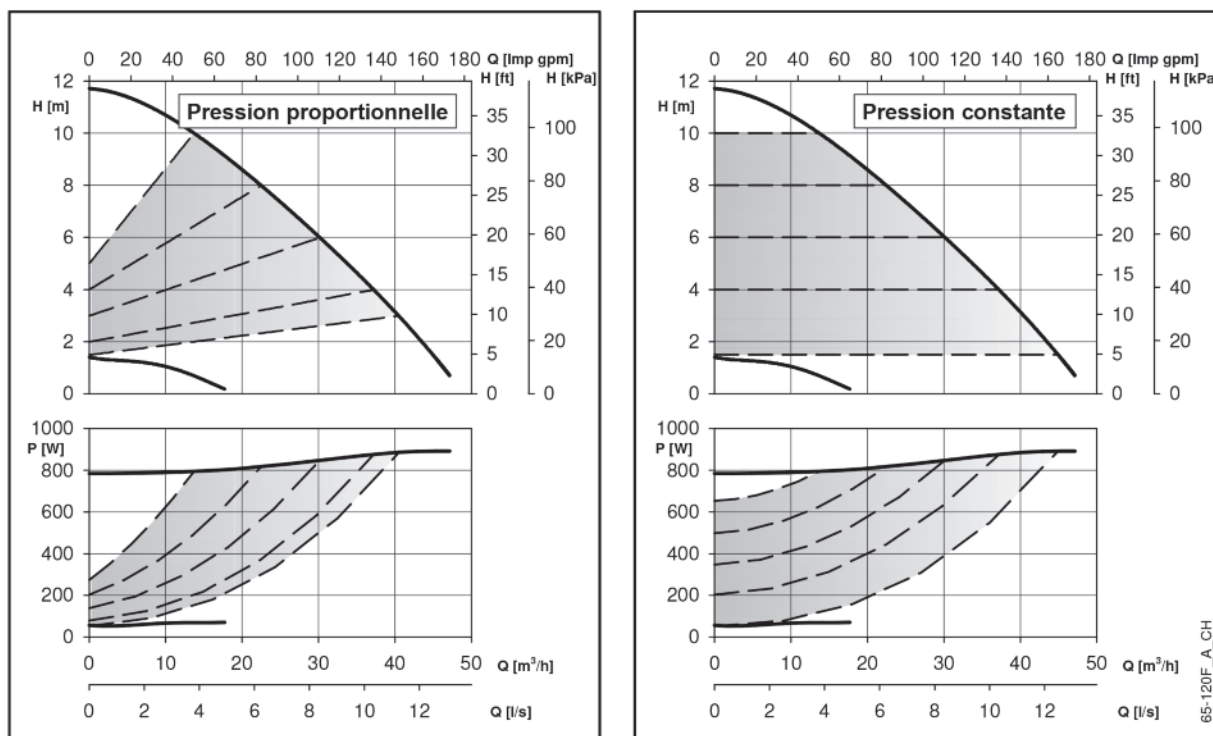 0 20 40 60 80 100 120 140 160 180 Q [Imp gpm]
H [ft] H [kPa]
12
H [m]
10
8
6
4
2
0
Pression proportionnelle
35
30
25
20
15
10
5
0
100
80
60
40
20
0
1000
P [W]
800
600
400
200
0
0 10 20 30 40 50
Q [m³/h]
0 2 4 6 8 10 12
Q [l/s]
0 20 40 60 80 100 120 140 160 180
Q [Imp gpm]
H [ft] H [kPa]
12
H [m]
10
8
6
4
2
0
Pression constante
35
30
25
20
15
10
5
0
100
80
60
40
20
0
1000
P [W]
800
600
400
200
0
0 10 20 30 40 50
Q [m³/h]
0 2 4 6 8 10 12
Q [l/s]
65-120F_A_CH